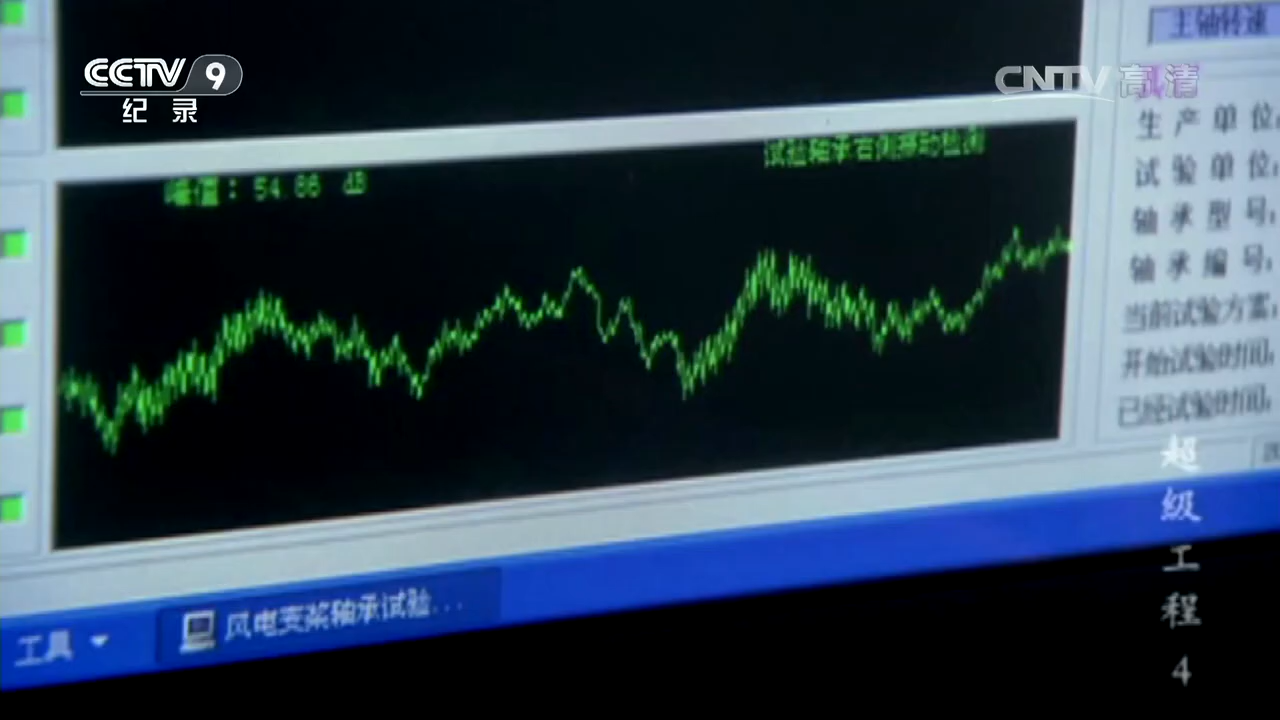 CCTV 9
纪录
CNTV 高清
主轴转速
生产单位:
试验单位:
轴承型号:
轴承编号:
当前试验方案:
开始试验时间:
已经试验时间:
试验轴承右侧振动检测
峰值: 54.86 dB
工具
风电变桨轴承试验...
超级工程 4